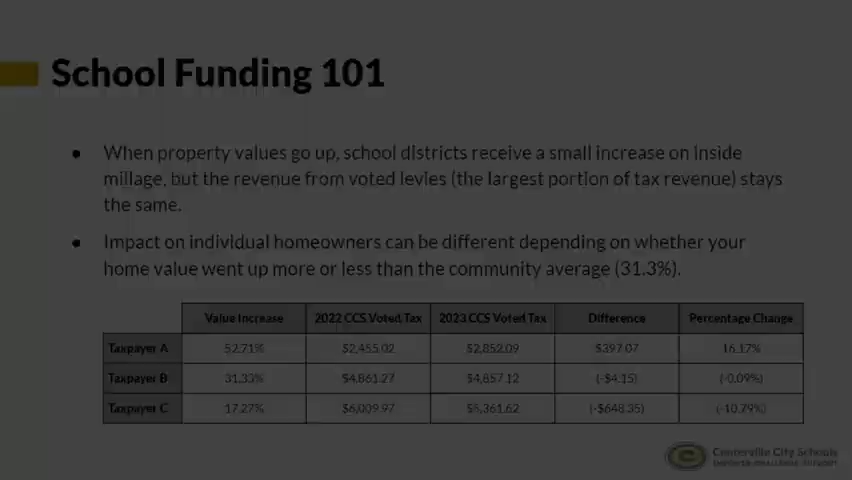 School Funding 101
● When property values go up, school districts receive a small increase on inside
millage, but the revenue from voted levies (the largest portion of tax revenue) stays
the same.
● Impact on individual homeowners can be different depending on whether your
home value went up more or less than the community average (31.3%).
Value Increase 2022 CCS Voted Tax 2023 CCS Voted Tax Difference Percentage Change
Taxpayer A 52.71% $2,455.02 $2,852.09 $397.07 16.17%
Taxpayer B 31.33% $4,861.27 $4,857.12 (-$4.15) (-0.09%)
Taxpayer C 17.27% $6,009.97 $5,361.62 (-$648.35) (-10.79%)
Centerville City Schools